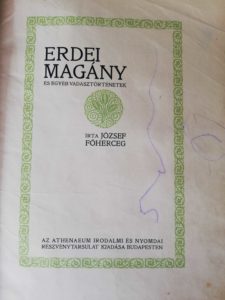 ERDEI
MAGÁNY
ÉS EGYÉB VADÁSZTÖRTÉNETEK
IRTA JÓZSEF
FŐHERCEG
AZ ATHENAEUM IRODALMI ÉS NYOMDAI
RÉSZVÉNYTÁRSULAT KIADÁSA BUDAPESTEN